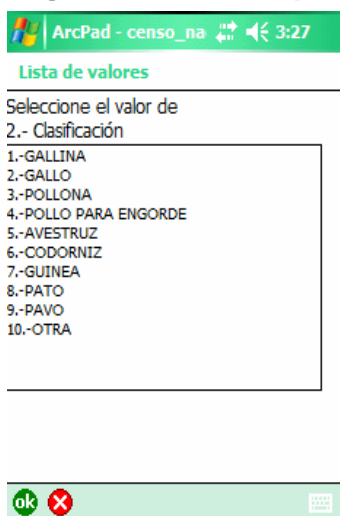 ArcPad - censo_na 3:27
Lista de valores
Seleccione el valor de
2.- Clasificación
1.-GALLINA
2.-GALLO
3.-POLLONA
4.-POLLO PARA ENGORDE
5.-AVESTRUZ
6.-CODORNIZ
7.-GUINEA
8.-PATO
9.-PAVO
10.-OTRA
ok